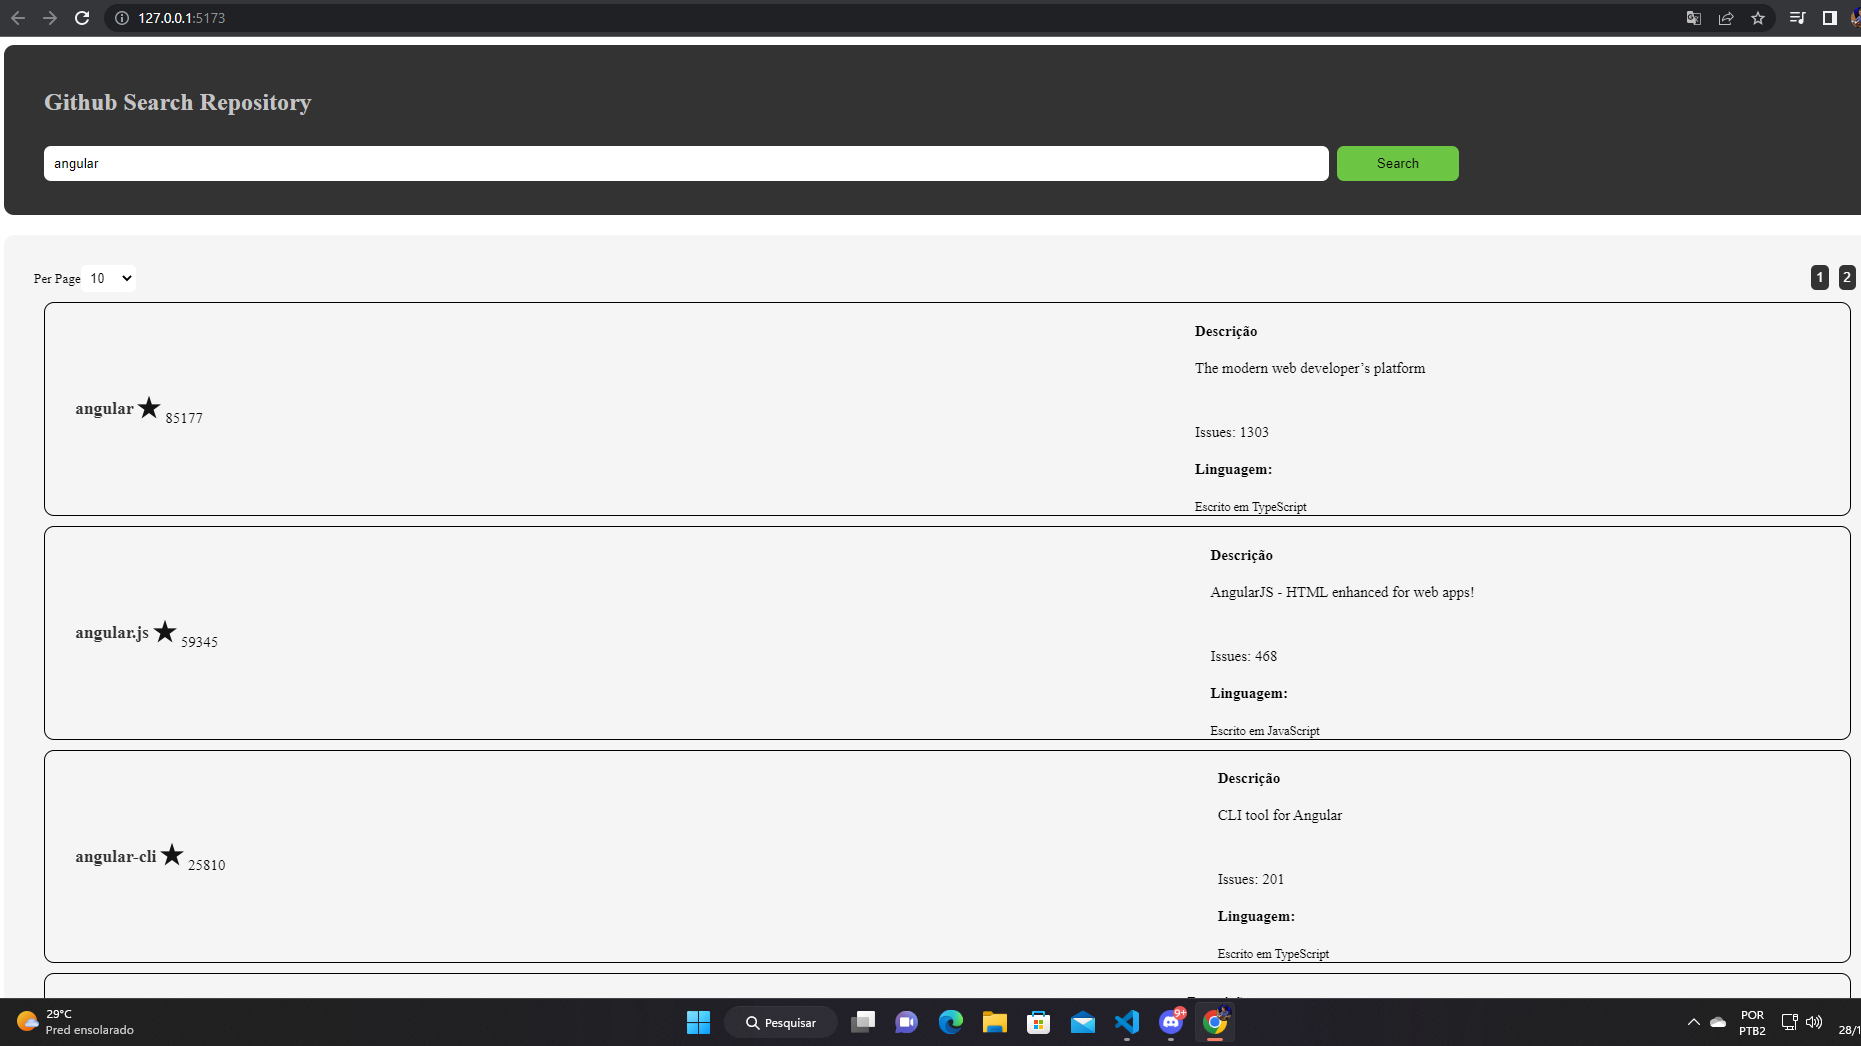 127.0.0.1:5173
Github Search Repository
angular
Search
Per Page 10
1 2
Descrição
The modern web developer’s platform
angular ★ 85177
Issues: 1303
Linguagem:
Escrito em TypeScript
Descrição
AngularJS - HTML enhanced for web apps!
angular.js ★ 59345
Issues: 468
Linguagem:
Escrito em JavaScript
Descrição
CLI tool for Angular
angular-cli ★ 25810
Issues: 201
Linguagem:
Escrito em TypeScript
29°C
Pred ensolarado
Pesquisar
9+
POR
PTB2
28/1